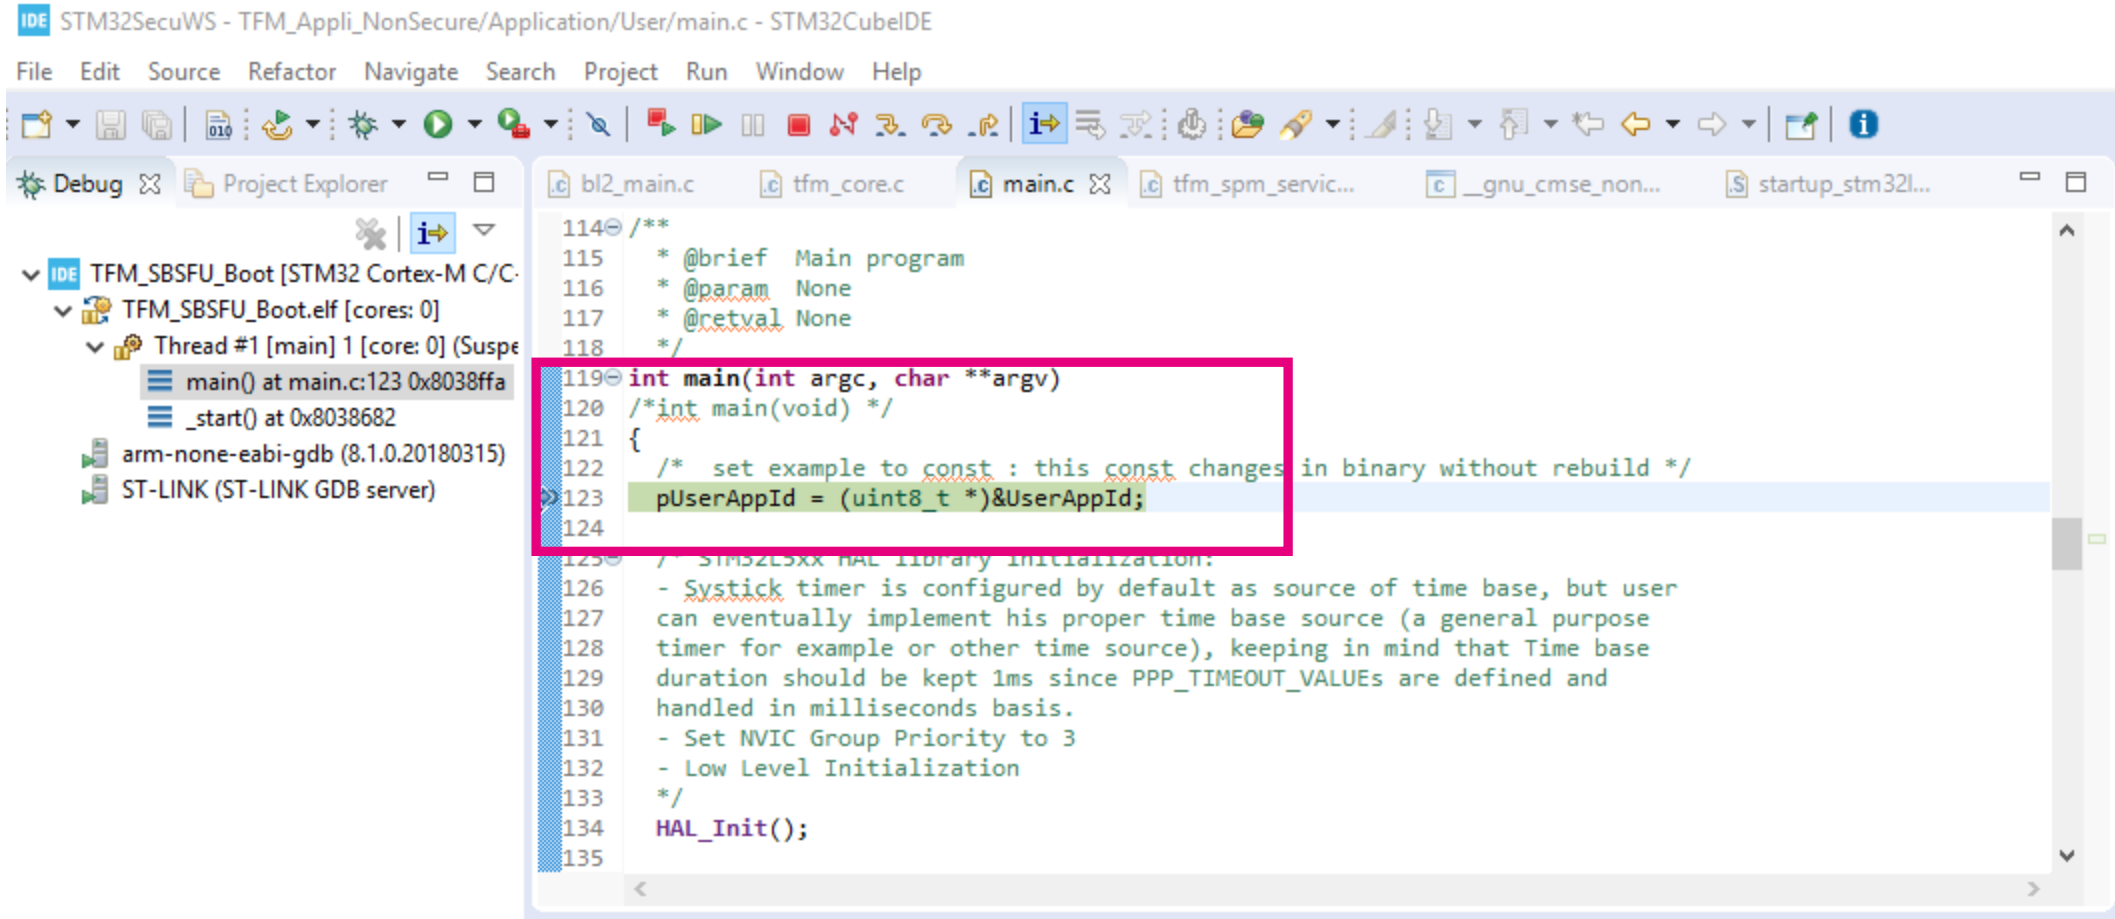 IDE STM32SecuWS - TFM_Appli_NonSecure/Application/User/main.c - STM32CubeIDE
File Edit Source Refactor Navigate Search Project Run Window Help
010
Debug Project Explorer
bl2_main.c tfm_core.c main.c tfm_spm_servic... __gnu_cmse_non... startup_stm32l...
IDE TFM_SBSFU_Boot [STM32 Cortex-M C/C
TFM_SBSFU_Boot.elf [cores: 0]
Thread #1 [main] 1 [core: 0] (Suspe
main() at main.c:123 0x8038ffa
_start() at 0x8038682
arm-none-eabi-gdb (8.1.0.20180315)
ST-LINK (ST-LINK GDB server)
114 /**
115 * @brief Main program
116 * @param None
117 * @retval None
118 */
119 int main(int argc, char **argv)
120 /*int main(void) */
121 {
122 /* set example to const : this const changes in binary without rebuild */
123 pUserAppId = (uint8_t *)&UserAppId;
124
125 /* STM32L5xx HAL library initialization:
126 - Systick timer is configured by default as source of time base, but user
127 can eventually implement his proper time base source (a general purpose
128 timer for example or other time source), keeping in mind that Time base
129 duration should be kept 1ms since PPP_TIMEOUT_VALUEs are defined and
130 handled in milliseconds basis.
131 - Set NVIC Group Priority to 3
132 - Low Level Initialization
133 */
134 HAL_Init();
135